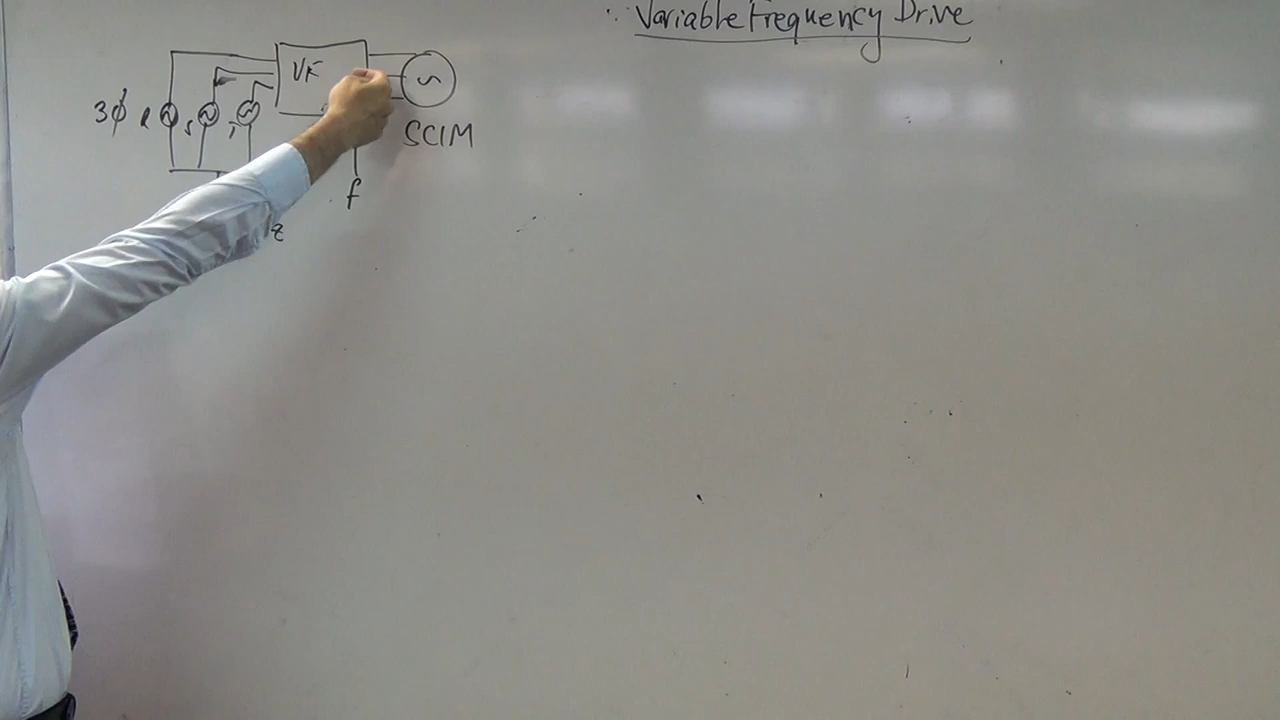 Variable Frequency Drive
VF
3ϕ R S T
SCIM
f
z